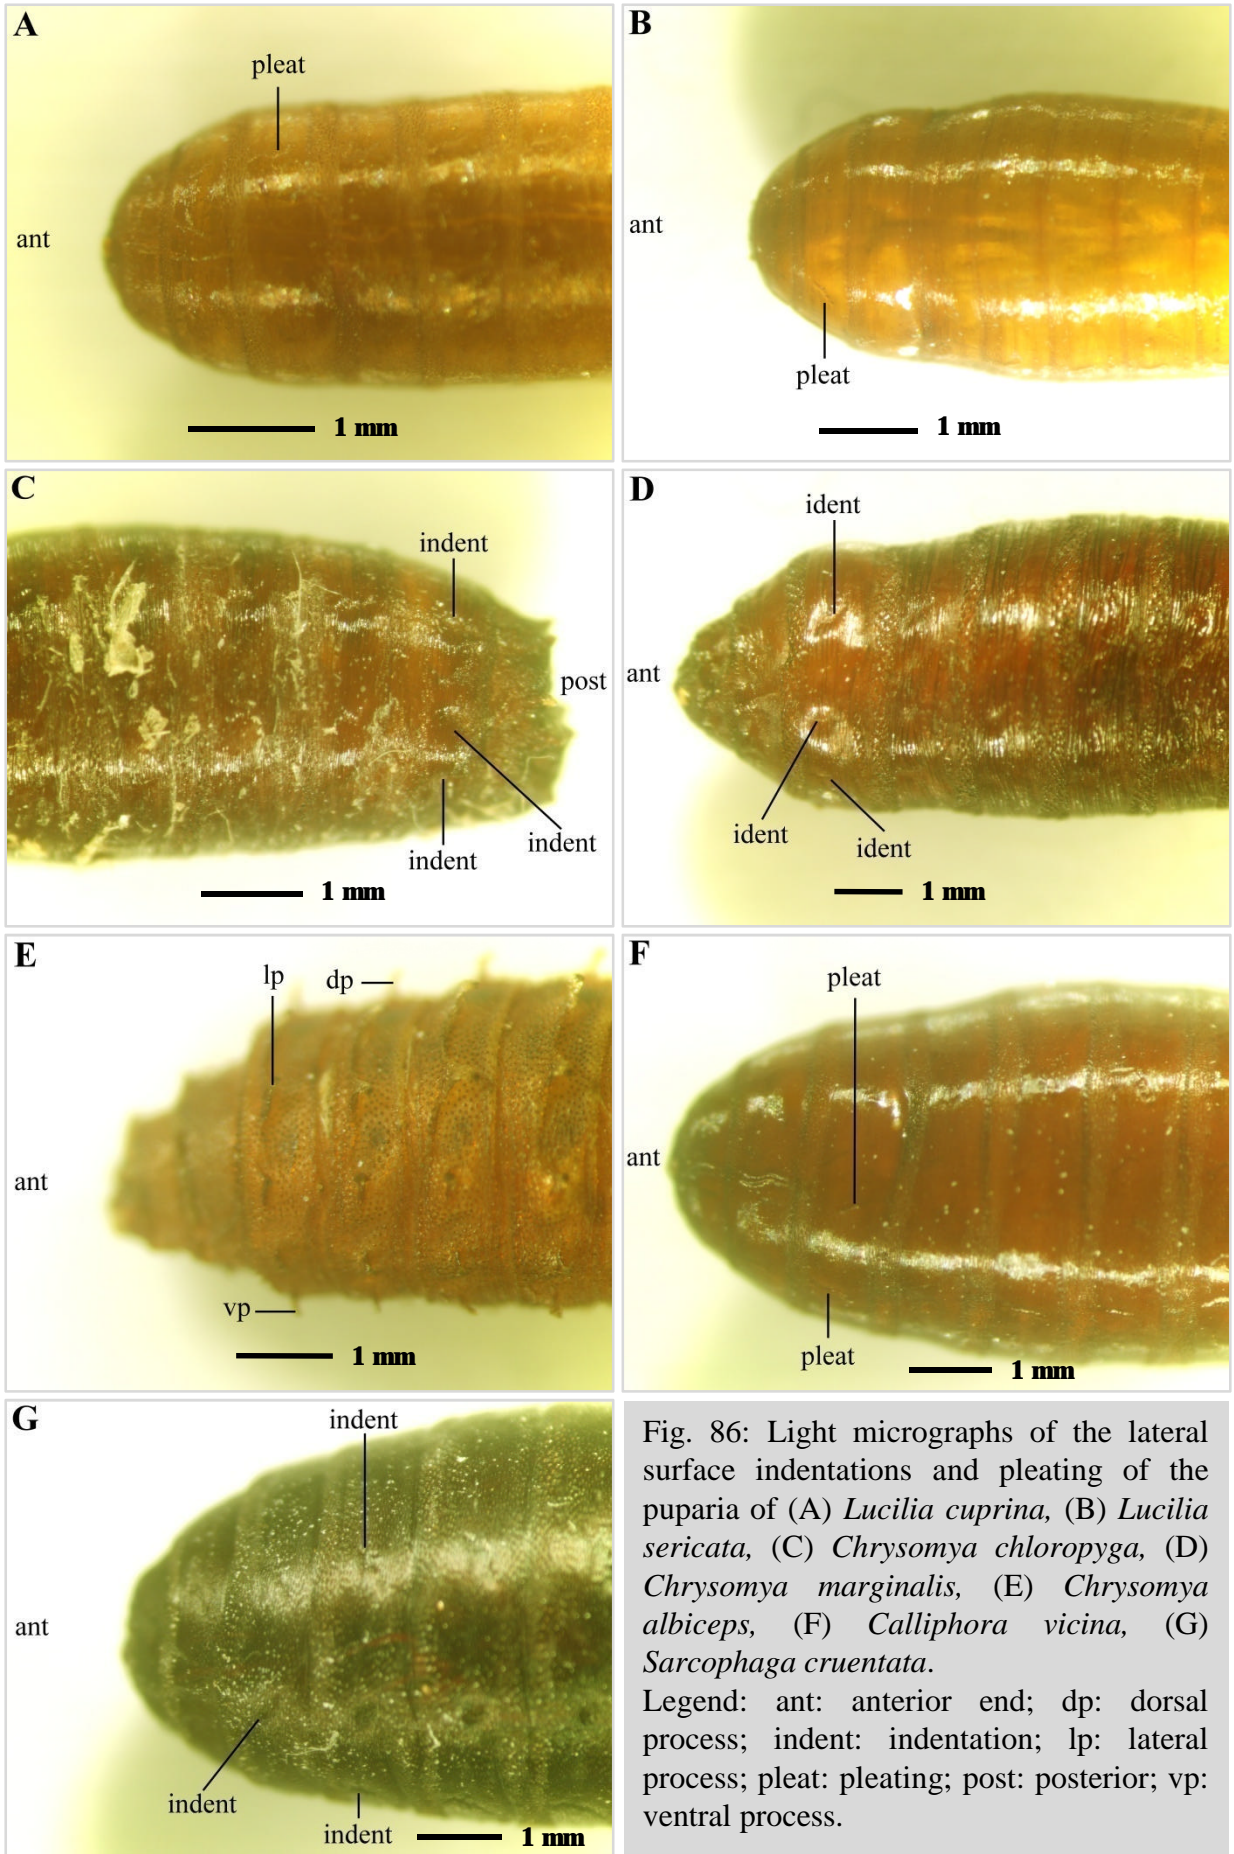 A
pleat
ant
1 mm
B
ant
pleat
1 mm
C
indent
post
indent
indent
1 mm
D
ident
ant
ident
ident
1 mm
E
lp
dp
ant
vp
1 mm
F
pleat
ant
pleat
1 mm
G
indent
ant
indent
indent
1 mm
Fig. 86: Light micrographs of the lateral
surface indentations and pleating of the
puparia of (A) Lucilia cuprina, (B) Lucilia
sericata, (C) Chrysomya chloropyga, (D)
Chrysomya marginalis, (E) Chrysomya
albiceps, (F) Calliphora vicina, (G)
Sarcophaga cruentata.
Legend: ant: anterior end; dp: dorsal
process; indent: indentation; lp: lateral
process; pleat: pleating; post: posterior; vp:
ventral process.